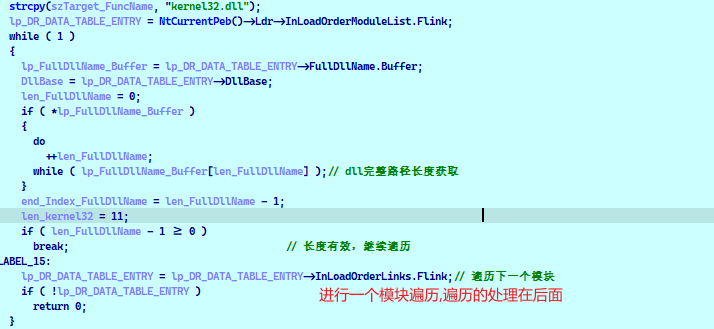 strcpy(szTarget_FuncName, "kernel32.dll");
lp_DR_DATA_TABLE_ENTRY = NtCurrentPeb()->Ldr->InLoadOrderModuleList.Flink;
while ( 1 )
{
lp_FullDllName_Buffer = lp_DR_DATA_TABLE_ENTRY->FullDllName.Buffer;
DllBase = lp_DR_DATA_TABLE_ENTRY->DllBase;
len_FullDllName = 0;
if ( *lp_FullDllName_Buffer )
{
do
++len_FullDllName;
while ( lp_FullDllName_Buffer[len_FullDllName] );// dll完整路径长度获取
}
end_Index_FullDllName = len_FullDllName - 1;
len_kernel32 = 11;
if ( len_FullDllName - 1 ≥ 0 )
break; // 长度有效，继续遍历
LABEL_15:
lp_DR_DATA_TABLE_ENTRY = lp_DR_DATA_TABLE_ENTRY->InLoadOrderLinks.Flink;// 遍历下一个模块
if ( !lp_DR_DATA_TABLE_ENTRY ) 进行一个模块遍历,遍历的处理在后面
return 0;
}